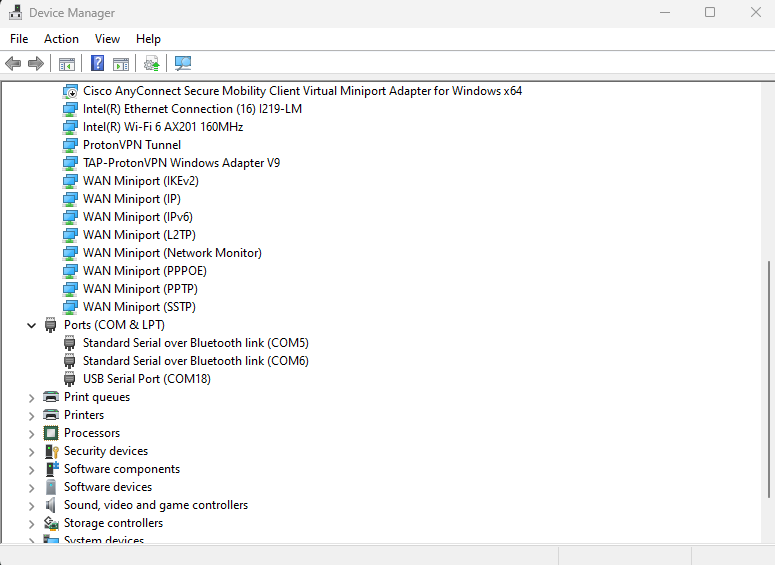 Device Manager
File Action View Help
Cisco AnyConnect Secure Mobility Client Virtual Miniport Adapter for Windows x64
Intel(R) Ethernet Connection (16) I219-LM
Intel(R) Wi-Fi 6 AX201 160MHz
ProtonVPN Tunnel
TAP-ProtonVPN Windows Adapter V9
WAN Miniport (IKEv2)
WAN Miniport (IP)
WAN Miniport (IPv6)
WAN Miniport (L2TP)
WAN Miniport (Network Monitor)
WAN Miniport (PPPOE)
WAN Miniport (PPTP)
WAN Miniport (SSTP)
Ports (COM & LPT)
Standard Serial over Bluetooth link (COM5)
Standard Serial over Bluetooth link (COM6)
USB Serial Port (COM18)
Print queues
Printers
Processors
Security devices
Software components
Software devices
Sound, video and game controllers
Storage controllers
System devices